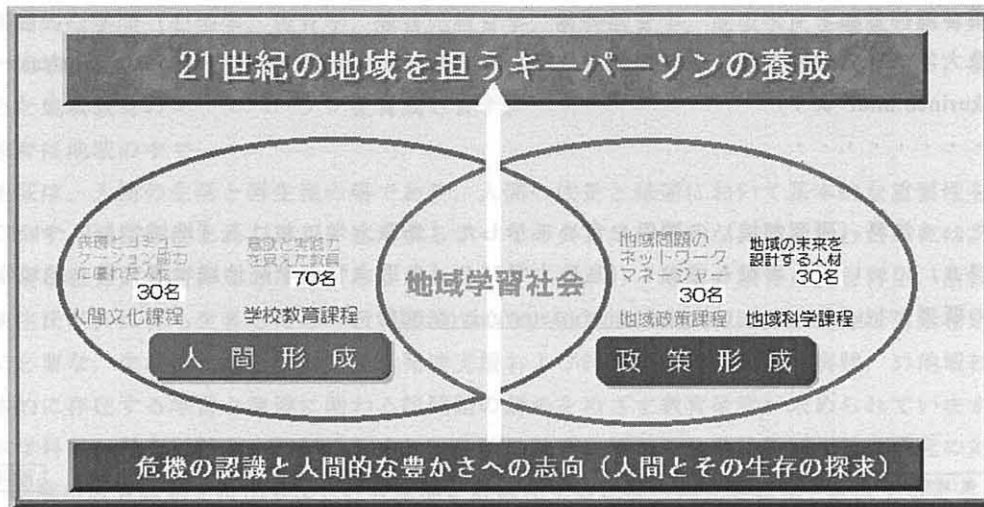 21世紀の地域を担うキーパーソンの養成
表現とコミュニ
ケーション能力
に優れた人材
30名
人間文化課程
意欲と実践力
を備えた教員
70名
学校教育課程
人間形成
地域学習社会
地域問題の
ネットワーク
マネージャー
30名
地域政策課程
地域の未来を
設計する人材
30名
地域科学課程
政策形成
危機の認識と人間的な豊かさへの志向（人間とその生存の探求）